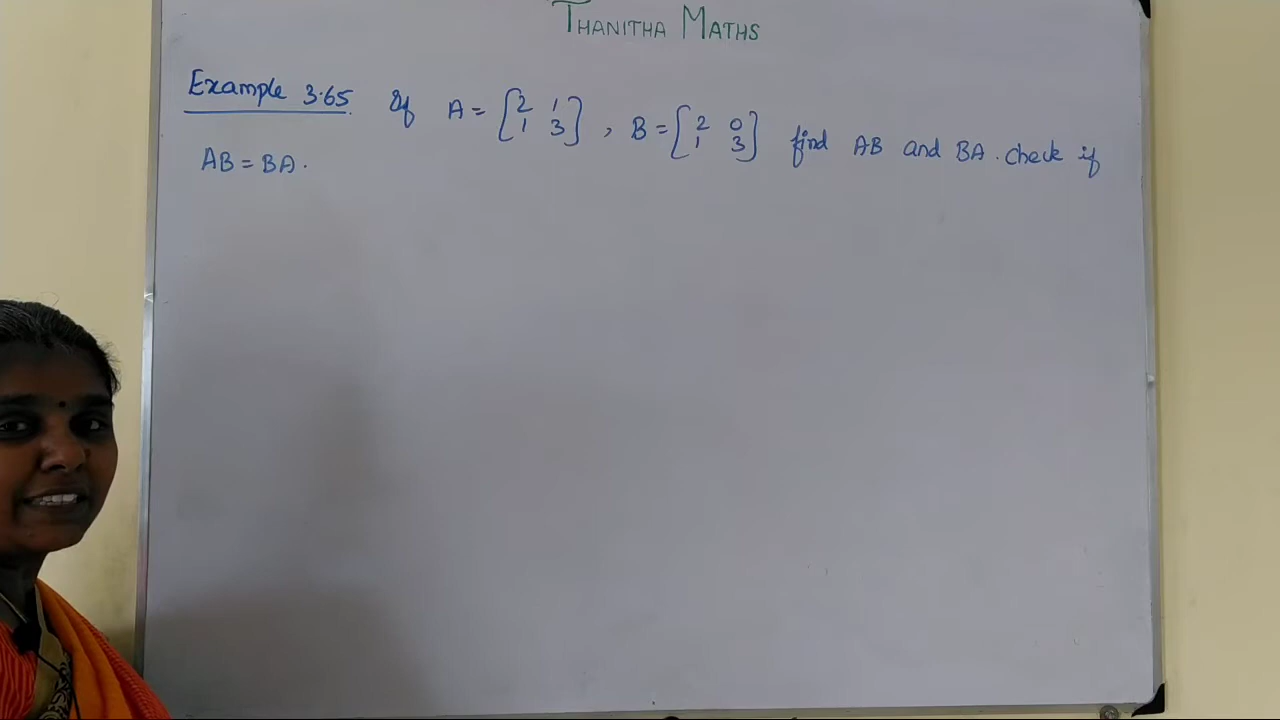 THANITHA MATHS
Example 3.65 If A = [2 1 1 3], B = [2 0 1 3] find AB and BA. check if
AB = BA.